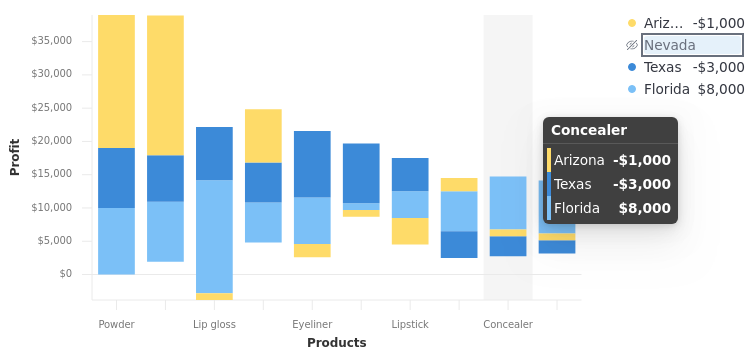 Ariz... -$1,000
Nevada
Texas -$3,000
Florida $8,000
$35,000
$30,000
$25,000
$20,000
$15,000
$10,000
$5,000
$0
Profit
Concealer
Arizona -$1,000
Texas -$3,000
Florida $8,000
Powder Lip gloss Eyeliner Lipstick Concealer
Products